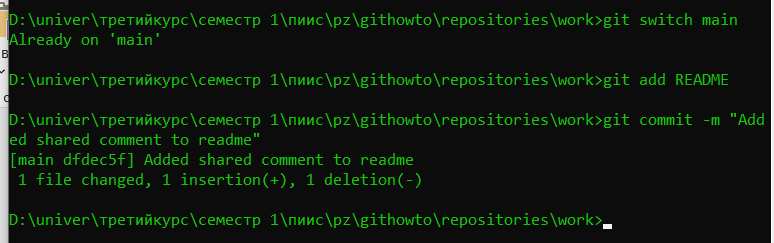 D:\univer\третийкурс\семестр 1\пиис\pz\githowto\repositories\work>git switch main
Already on 'main'
D:\univer\третийкурс\семестр 1\пиис\pz\githowto\repositories\work>git add README
D:\univer\третийкурс\семестр 1\пиис\pz\githowto\repositories\work>git commit -m "Add
ed shared comment to readme"
[main dfdec5f] Added shared comment to readme
 1 file changed, 1 insertion(+), 1 deletion(-)
D:\univer\третийкурс\семестр 1\пиис\pz\githowto\repositories\work>